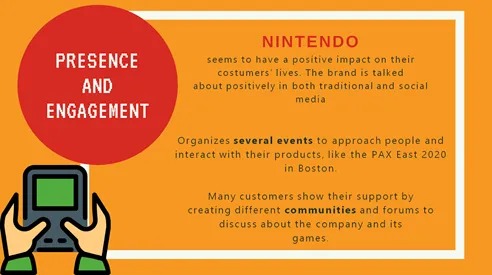 PRESENCE
AND
ENGAGEMENT
NINTENDO
seems to have a positive impact on their
costumers' lives. The brand is talked
about positively in both traditional and social
media
Organizes several events to approach people and
interact with their products, like the PAX East 2020
in Boston.
Many customers show their support by
creating different communities and forums to
discuss about the company and its
games.